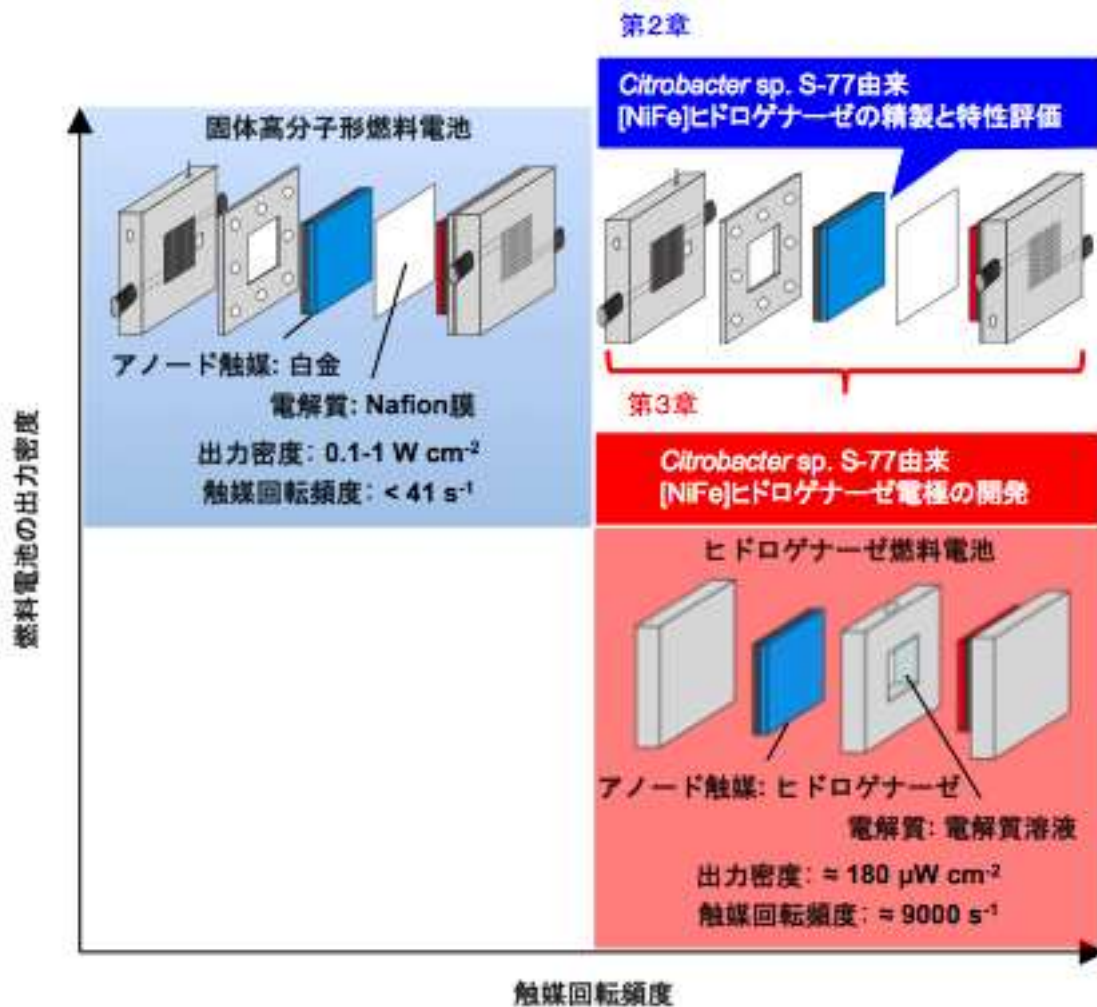 第2章
Citrobacter sp. S-77由来
[NiFe]ヒドロゲナーゼの精製と特性評価
固体高分子形燃料電池
アノード触媒: 白金
電解質: Nafion膜
出力密度: 0.1-1 W cm⁻²
触媒回転頻度: < 41 s⁻¹
第3章
Citrobacter sp. S-77由来
[NiFe]ヒドロゲナーゼ電極の開発
ヒドロゲナーゼ燃料電池
アノード触媒: ヒドロゲナーゼ
電解質: 電解質溶液
出力密度: ≈ 180 μW cm⁻²
触媒回転頻度: ≈ 9000 s⁻¹
燃料電池の出力密度
触媒回転頻度